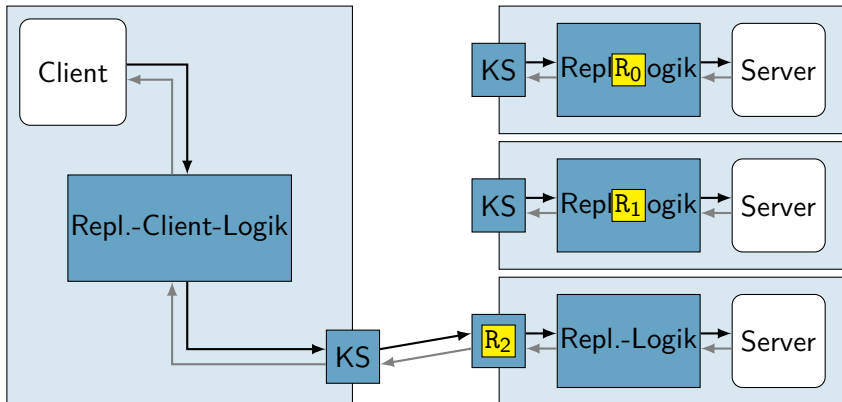 Client
Repl.-Client-Logik
KS
KS
Repl R₀ ogik
Server
KS
Repl R₁ ogik
Server
R₂
Repl.-Logik
Server